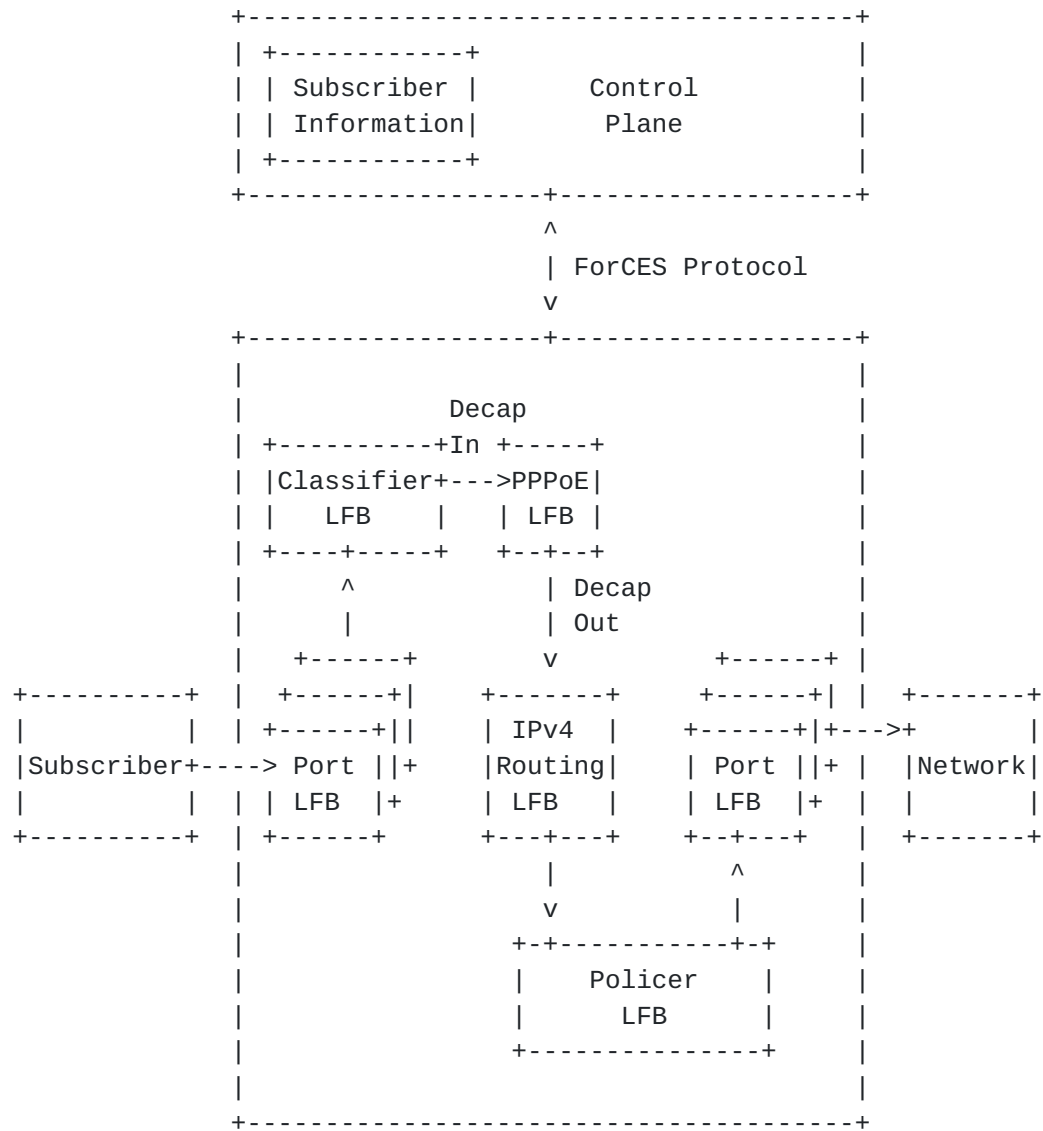 Subscriber Control
Information Plane
ForCES Protocol
Decap
In
Classifier PPPoE
LFB LFB
Decap
Out
IPv4
Subscriber Port Routing Port Network
LFB LFB LFB
Policer
LFB